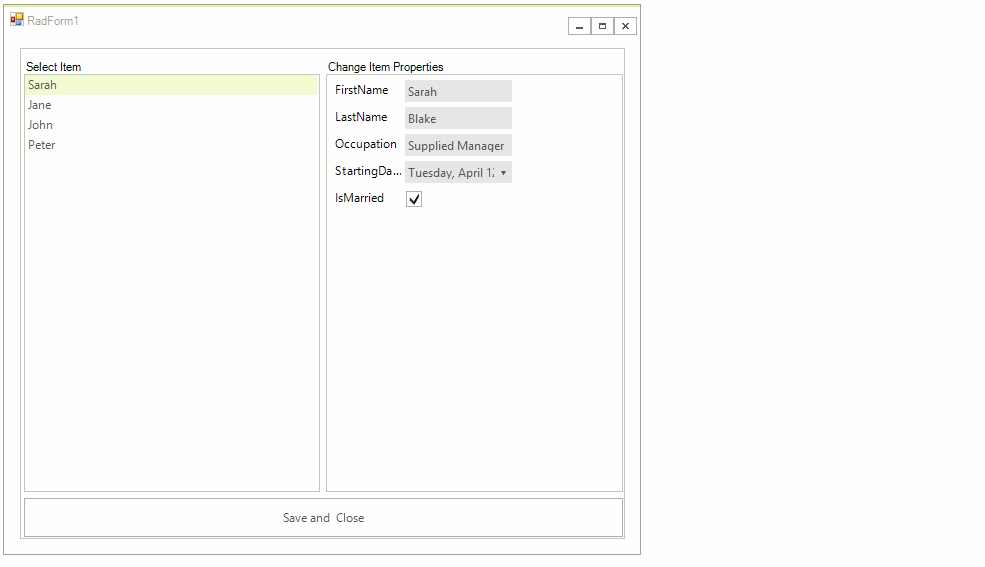 RadForm1
Select Item
Sarah
Jane
John
Peter
Change Item Properties
FirstName Sarah
LastName Blake
Occupation Supplied Manager
StartingDa... Tuesday, April 12
IsMarried
Save and Close